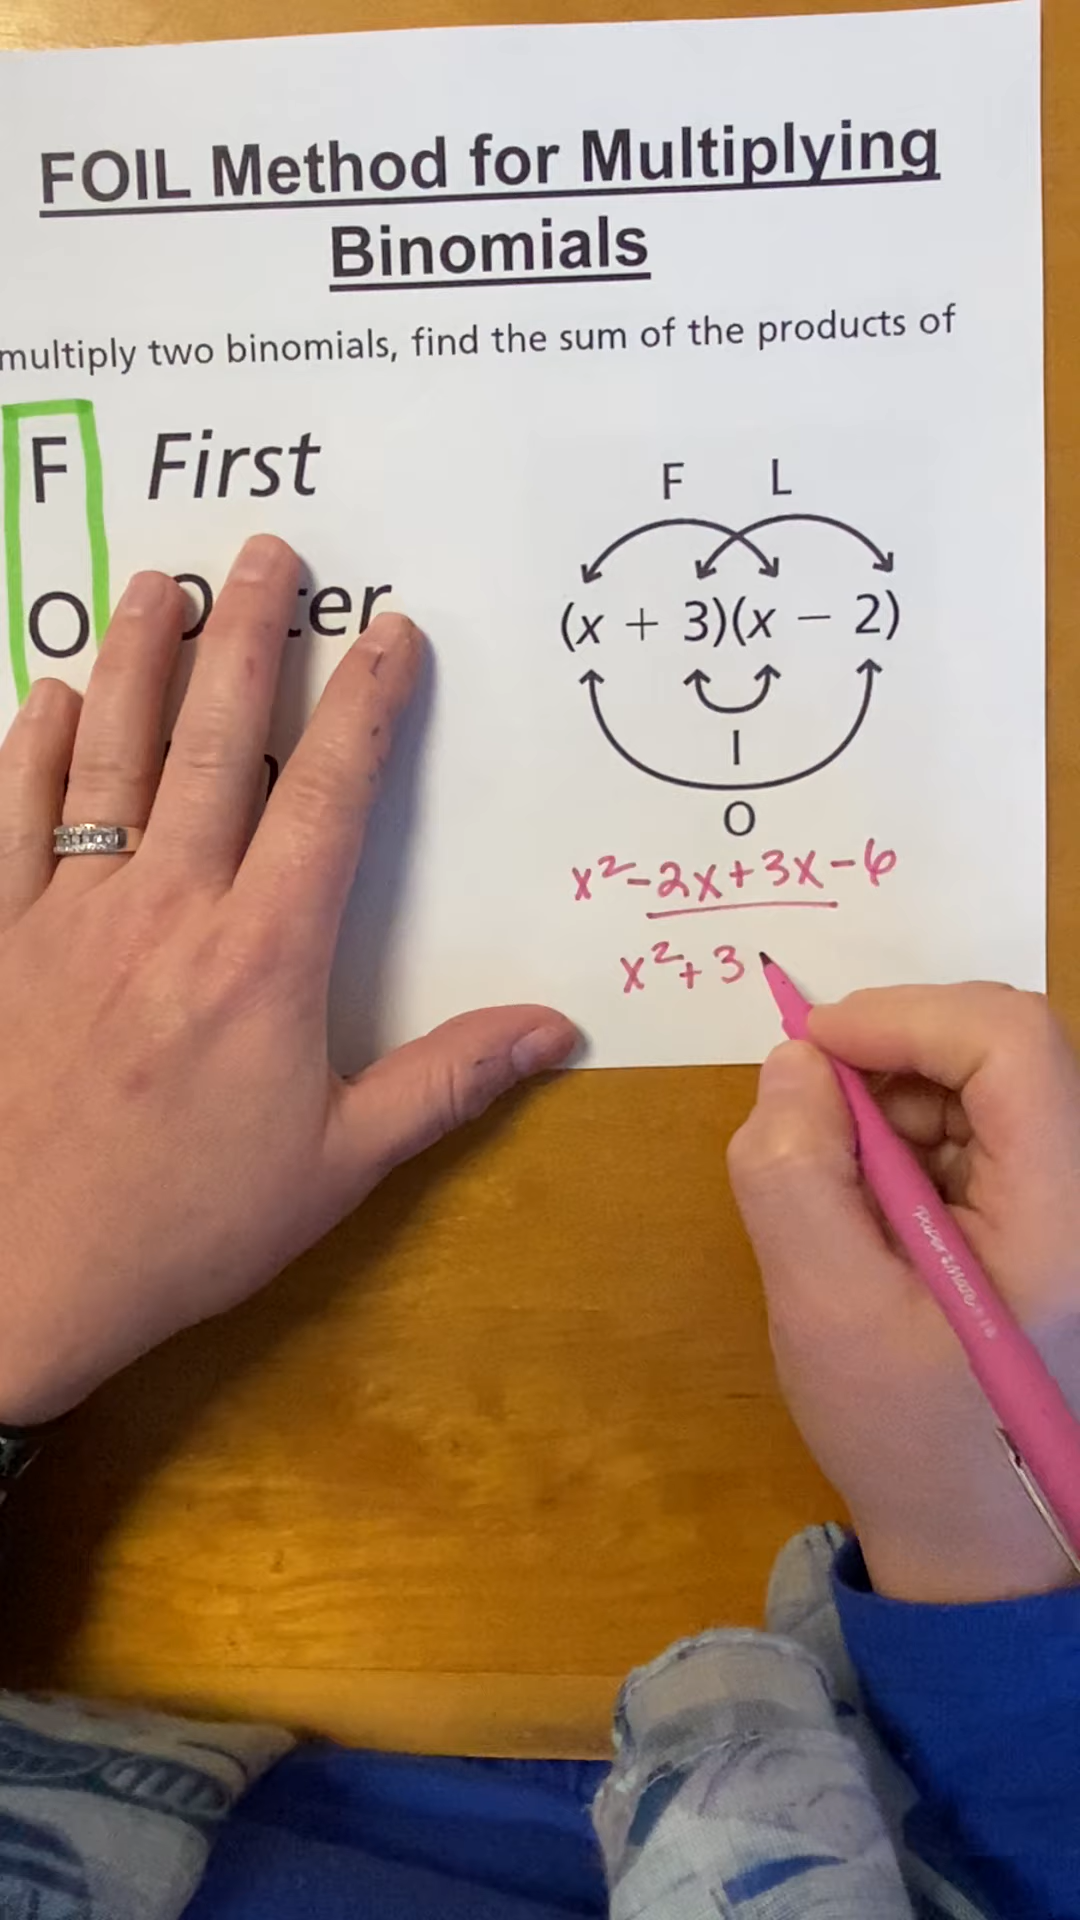 FOIL Method for Multiplying
Binomials
multiply two binomials, find the sum of the products of
F First
O
F L
(x + 3)(x − 2)
I
O
x²-2x+3x-6
x²+3